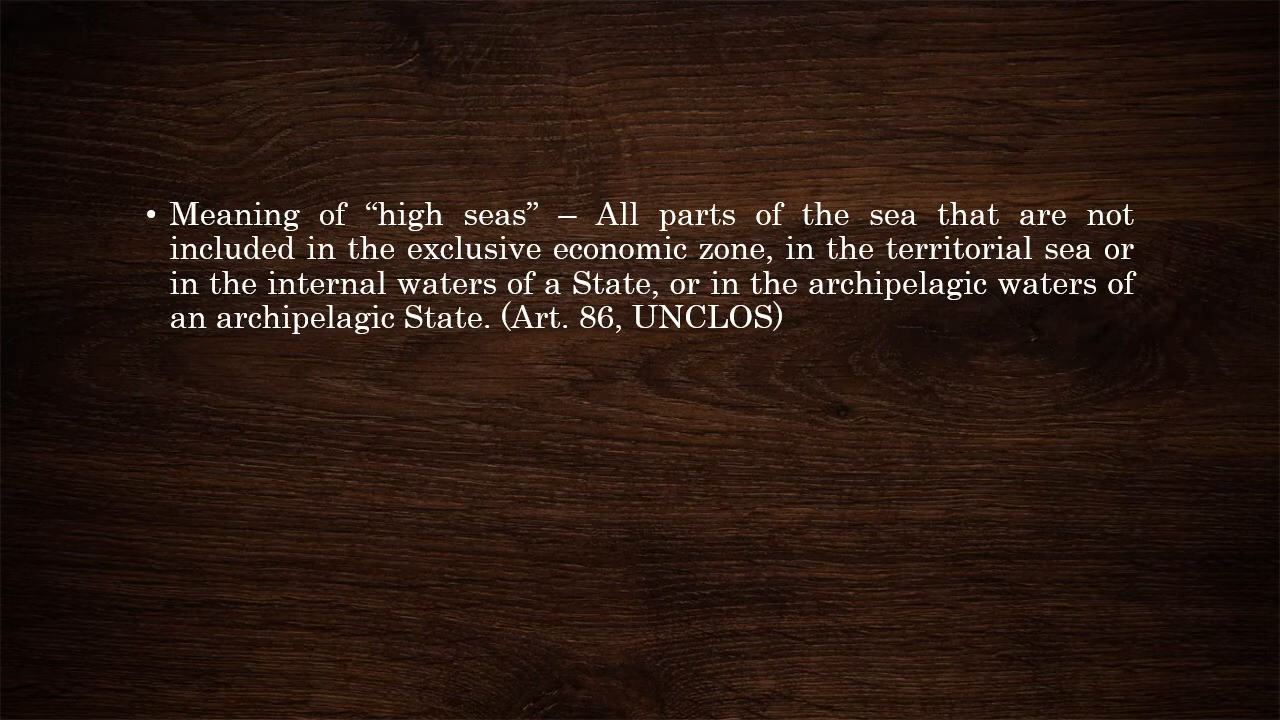 • Meaning of “high seas” – All parts of the sea that are not
included in the exclusive economic zone, in the territorial sea or
in the internal waters of a State, or in the archipelagic waters of
an archipelagic State. (Art. 86, UNCLOS)